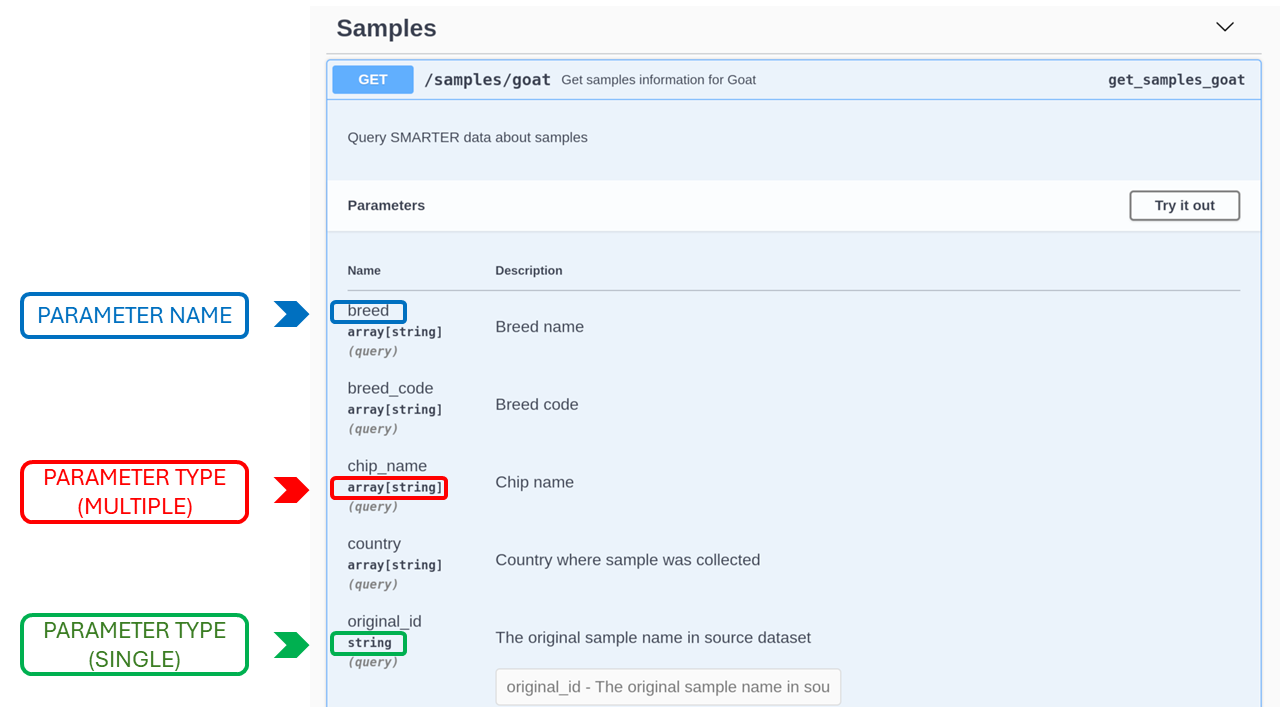 Samples
GET /samples/goat Get samples information for Goat get_samples_goat
Query SMARTER data about samples
Parameters Try it out
Name Description
PARAMETER NAME
breed
array[string]
(query)
Breed name
breed_code
array[string]
(query)
Breed code
PARAMETER TYPE
(MULTIPLE)
chip_name
array[string]
(query)
Chip name
country
array[string]
(query)
Country where sample was collected
PARAMETER TYPE
(SINGLE)
original_id
string
(query)
The original sample name in source dataset
original_id - The original sample name in sou